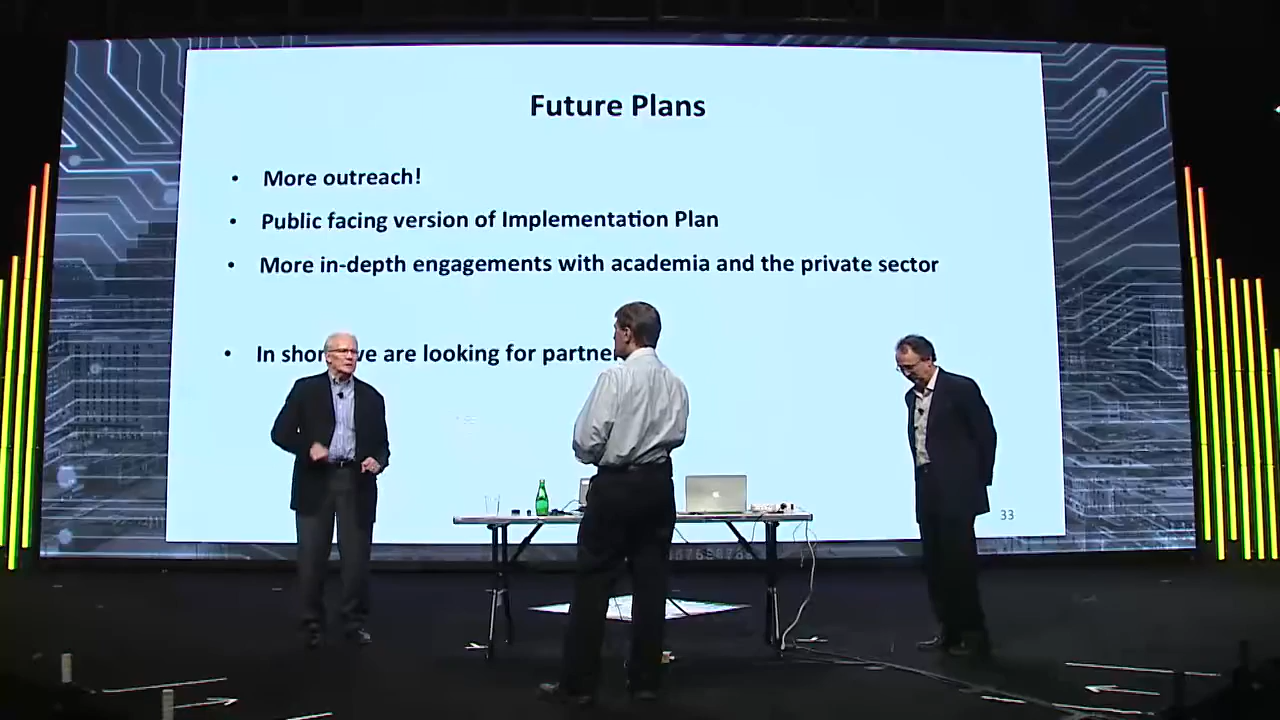 Future Plans
• More outreach!
• Public facing version of Implementation Plan
• More in-depth engagements with academia and the private sector
• In shor we are looking for partner
33